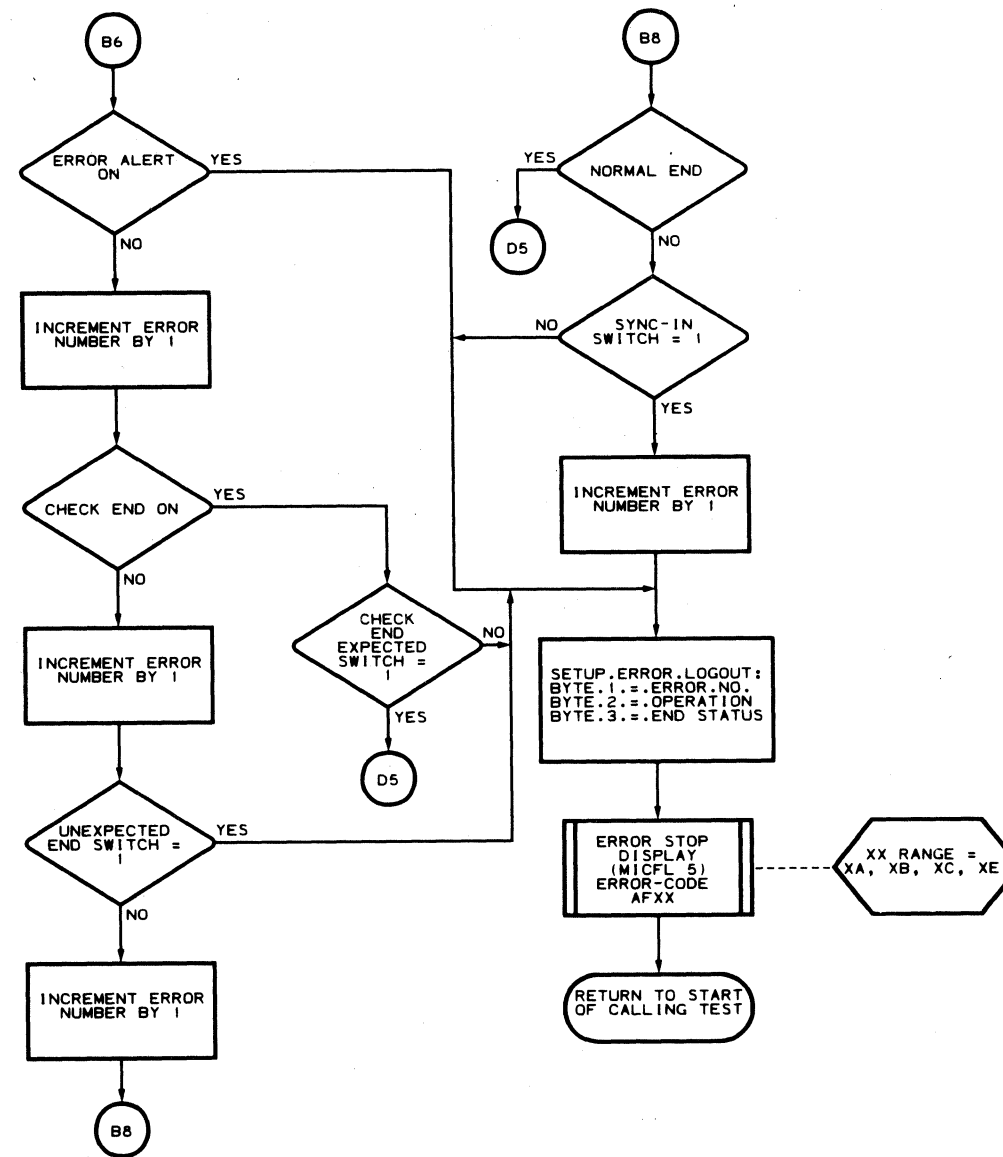 B6
ERROR ALERT
ON
YES
NO
INCREMENT ERROR
NUMBER BY 1
CHECK END ON
YES
NO
CHECK
END
EXPECTED
SWITCH =
1
NO
YES
D5
INCREMENT ERROR
NUMBER BY 1
UNEXPECTED
END SWITCH =
1
YES
NO
INCREMENT ERROR
NUMBER BY 1
B8
B8
NORMAL END
YES
D5
NO
SYNC-IN
SWITCH = 1
NO
YES
INCREMENT ERROR
NUMBER BY 1
SETUP.ERROR.LOGOUT:
BYTE.1.=.ERROR.NO.
BYTE.2.=.OPERATION
BYTE.3.=.END STATUS
ERROR STOP
DISPLAY
(MICFL 5)
ERROR-CODE
AFXX
XX RANGE =
XA, XB, XC, XE
RETURN TO START
OF CALLING TEST